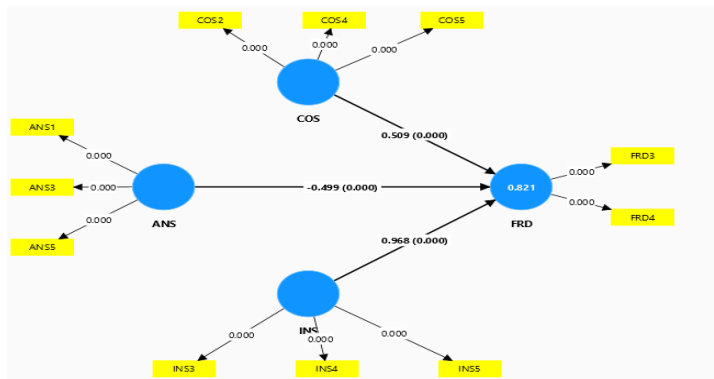 COS2
COS4
COS5
0.000
0.000
0.000
COS
0.509 (0.000)
ANS1
0.000
ANS3
0.000
ANS5
0.000
ANS
-0.499 (0.000)
0.821
FRD
FRD3
0.000
0.000
FRD4
0.968 (0.000)
INS
0.000
0.000
0.000
INS3
INS4
INS5